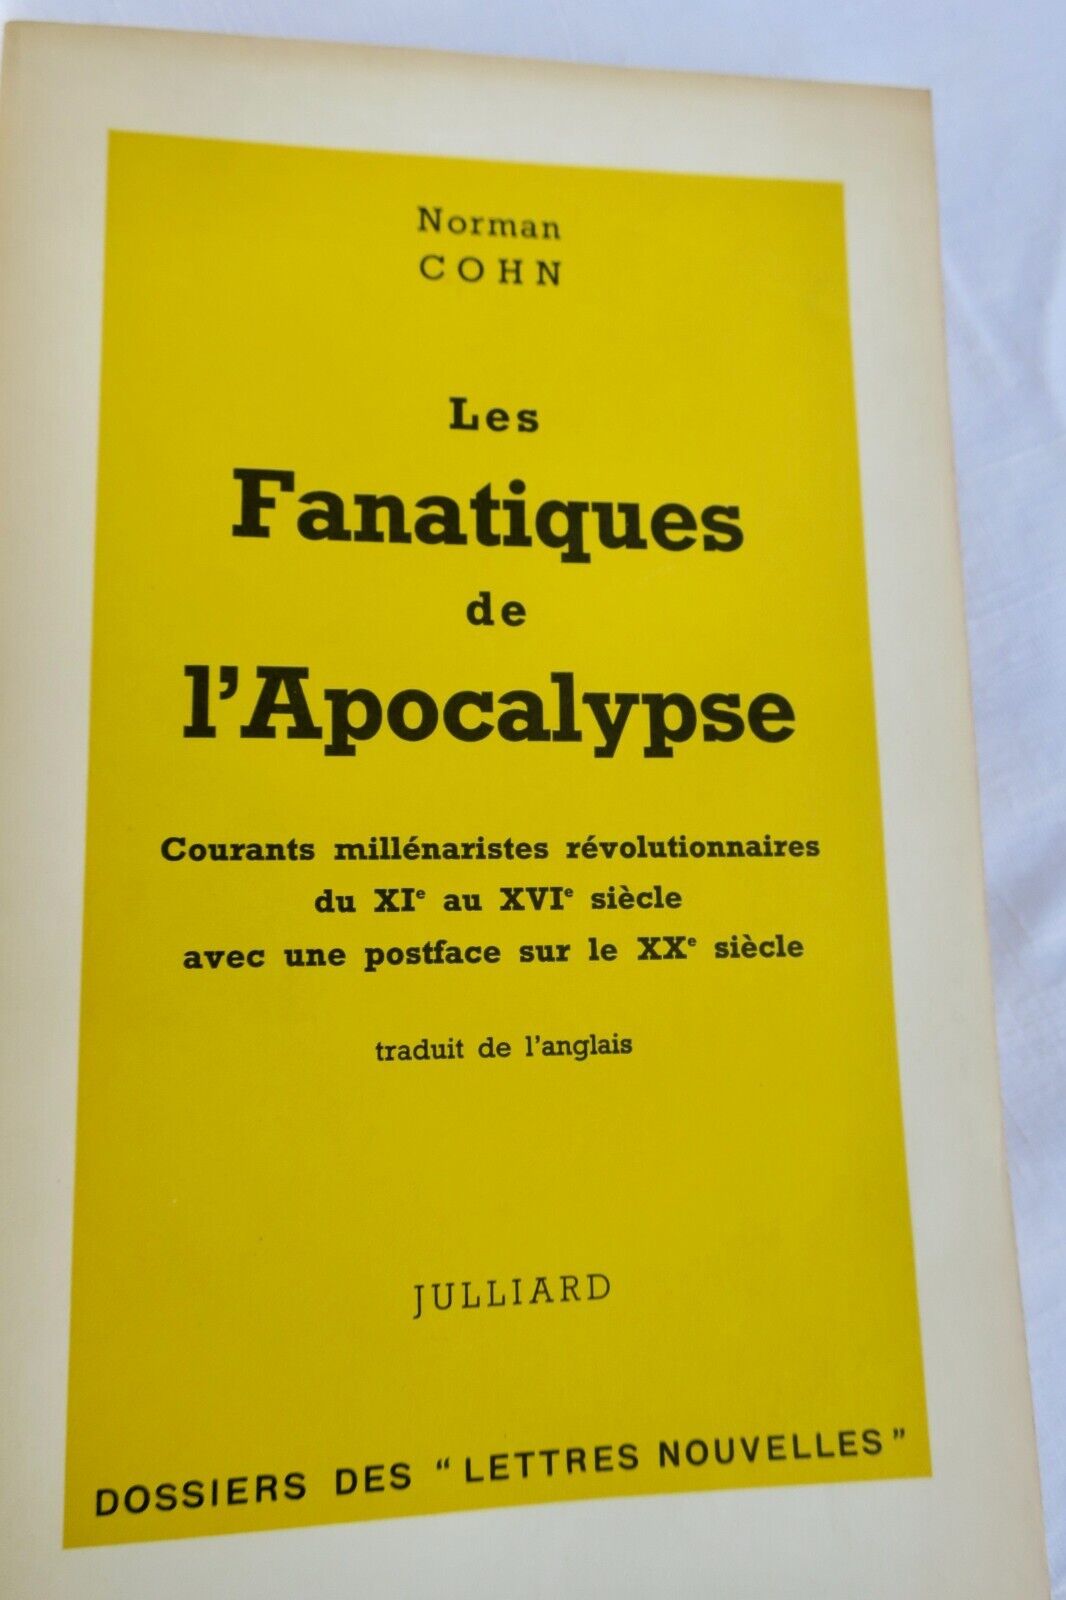 Norman
COHN
Les
Fanatiques
de
l'Apocalypse
Courants millénaristes révolutionnaires
du XIe au XVIe siècle
avec une postface sur le XXe siècle
traduit de l'anglais
JULLIARD
DOSSIERS DES “ LETTRES NOUVELLES ”